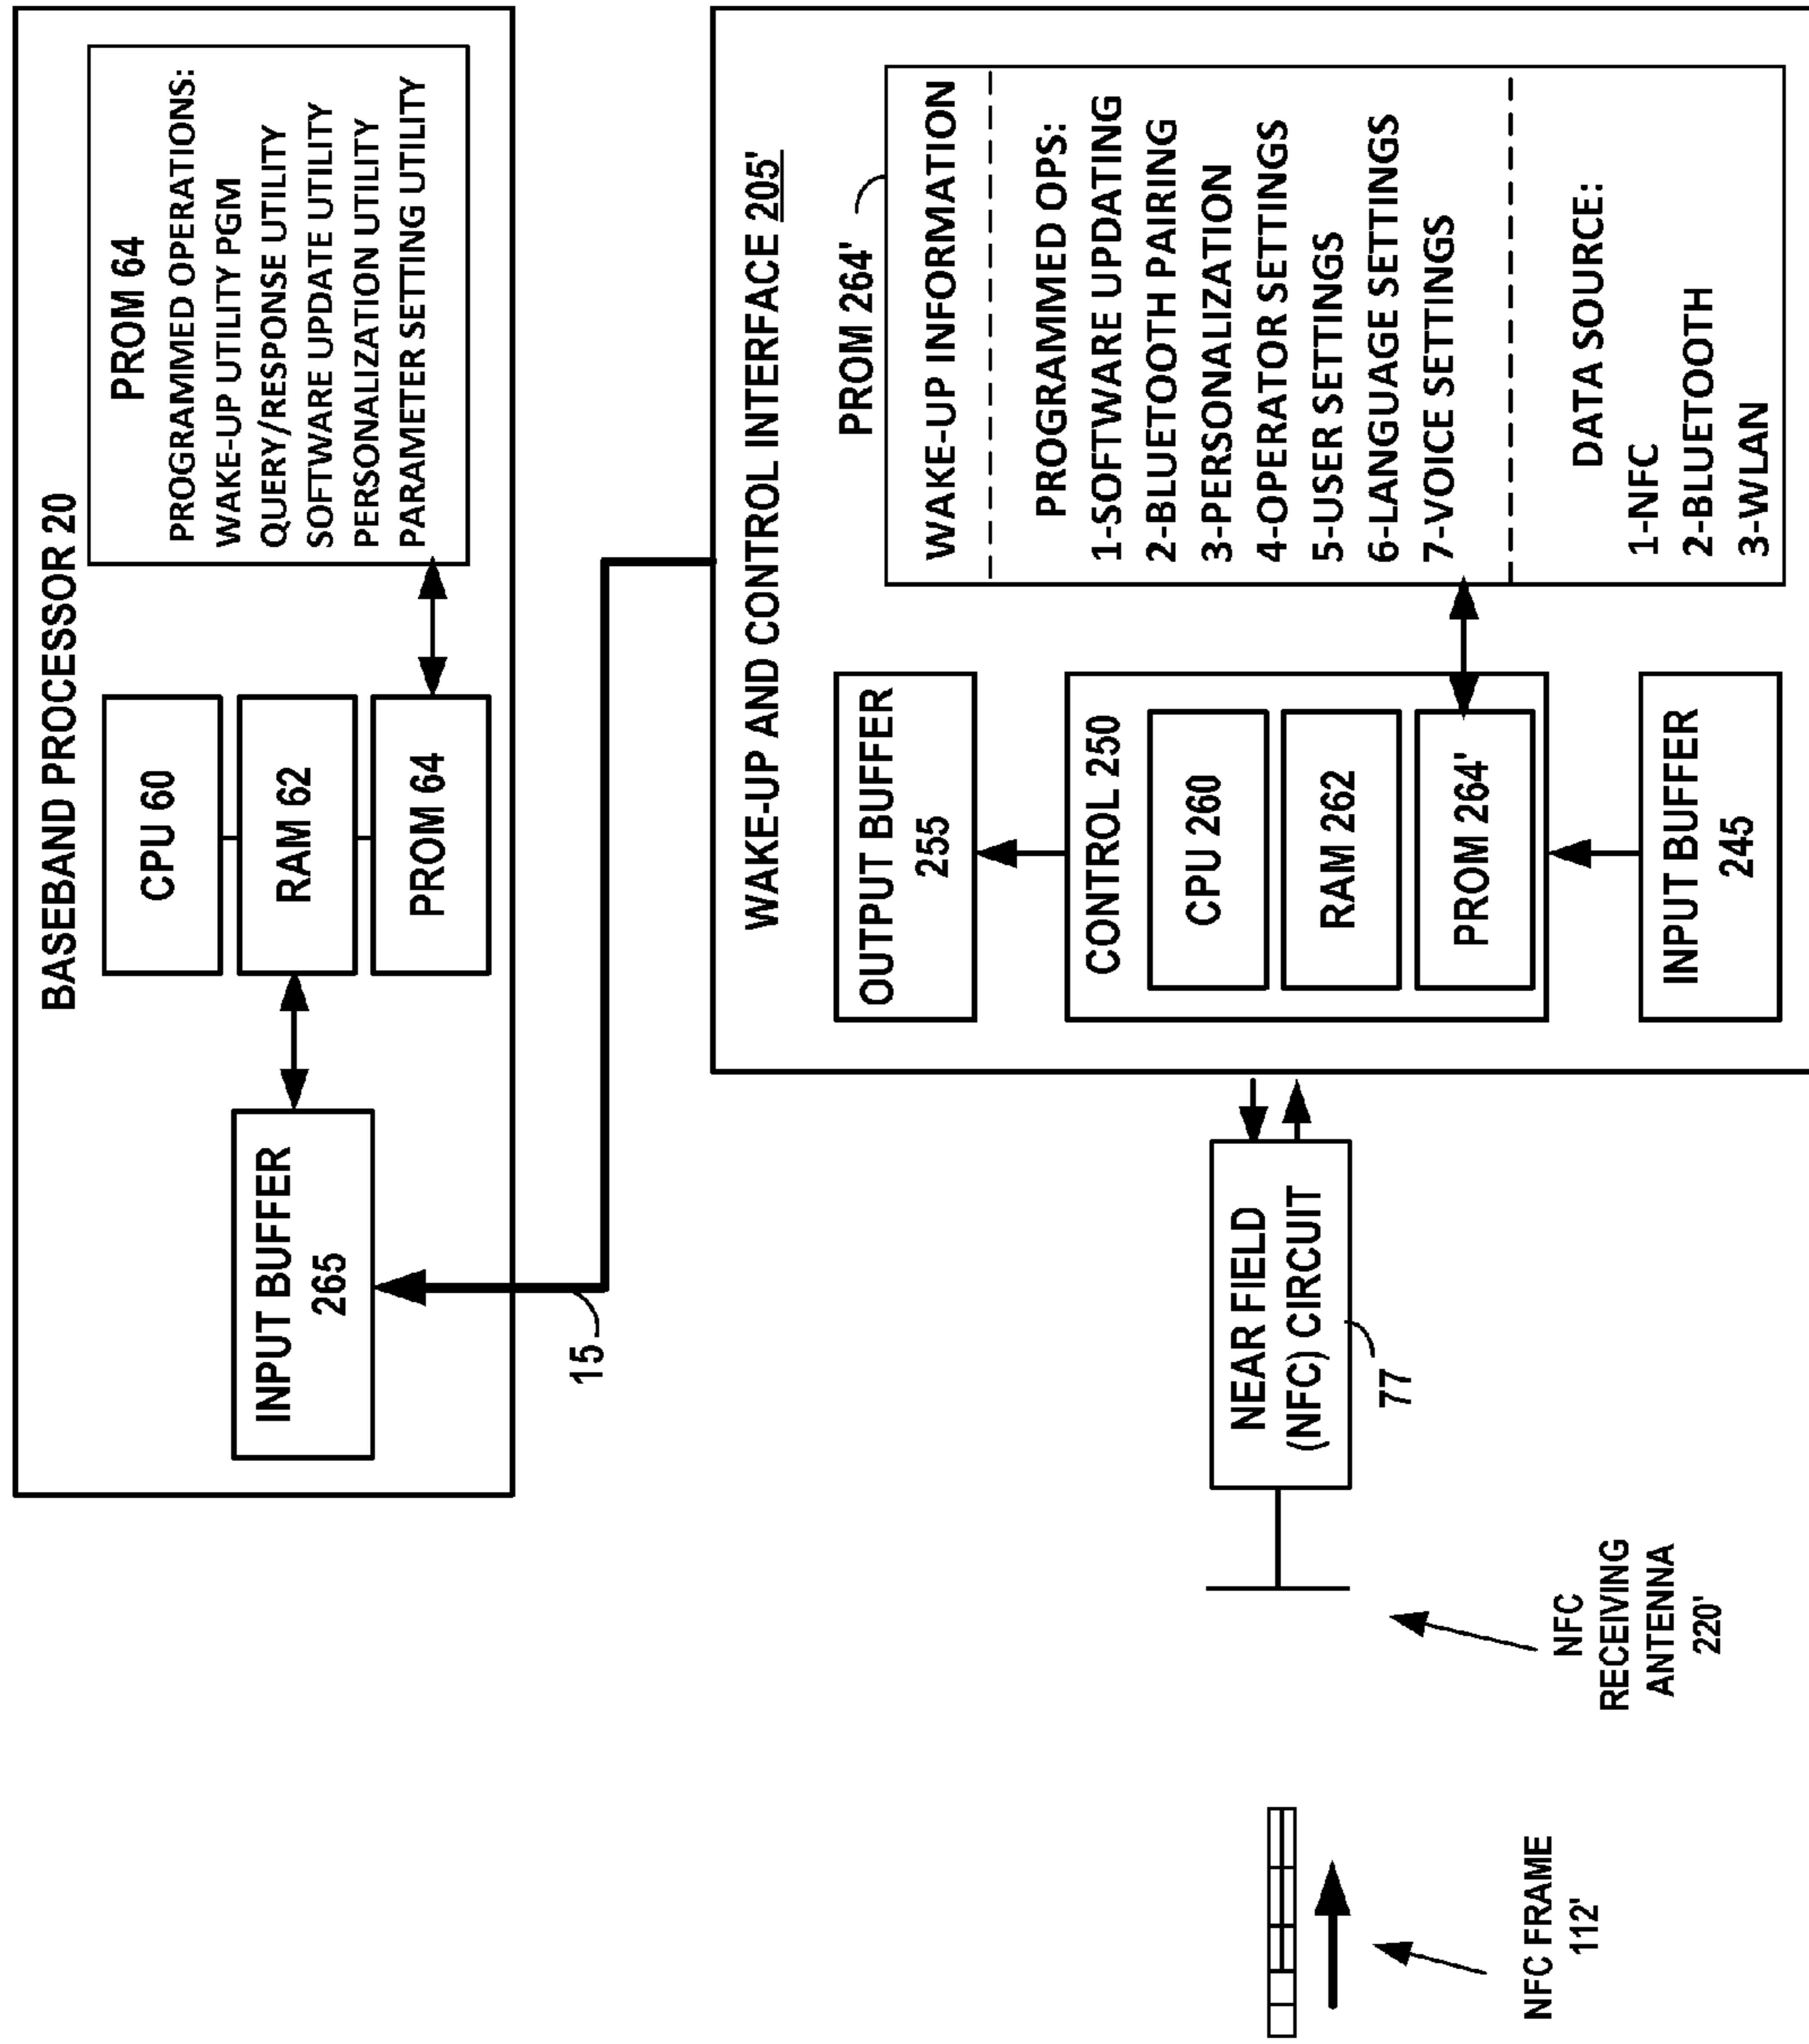 BASEBAND PROCESSOR 20
INPUT BUFFER
265
CPU 60
RAM 62
PROM 64
PROM 64
PROGRAMMED OPERATIONS:
WAKE-UP UTILITY PGM
QUERY/RESPONSE UTILITY
SOFTWARE UPDATE UTILITY
PERSONALIZATION UTILITY
PARAMETER SETTING UTILITY
15
WAKE-UP AND CONTROL INTERFACE 205'
OUTPUT BUFFER
255
CONTROL 250
CPU 260
RAM 262
PROM 264'
INPUT BUFFER
245
PROM 264'
WAKE-UP INFORMATION
PROGRAMMED OPS:
1-SOFTWARE UPDATING
2-BLUETOOTH PAIRING
3-PERSONALIZATION
4-OPERATOR SETTINGS
5-USER SETTINGS
6-LANGUAGE SETTINGS
7-VOICE SETTINGS
DATA SOURCE:
1-NFC
2-BLUETOOTH
3-WLAN
NEAR FIELD
(NFC) CIRCUIT
77
NFC
RECEIVING
ANTENNA
220'
NFC FRAME
112'